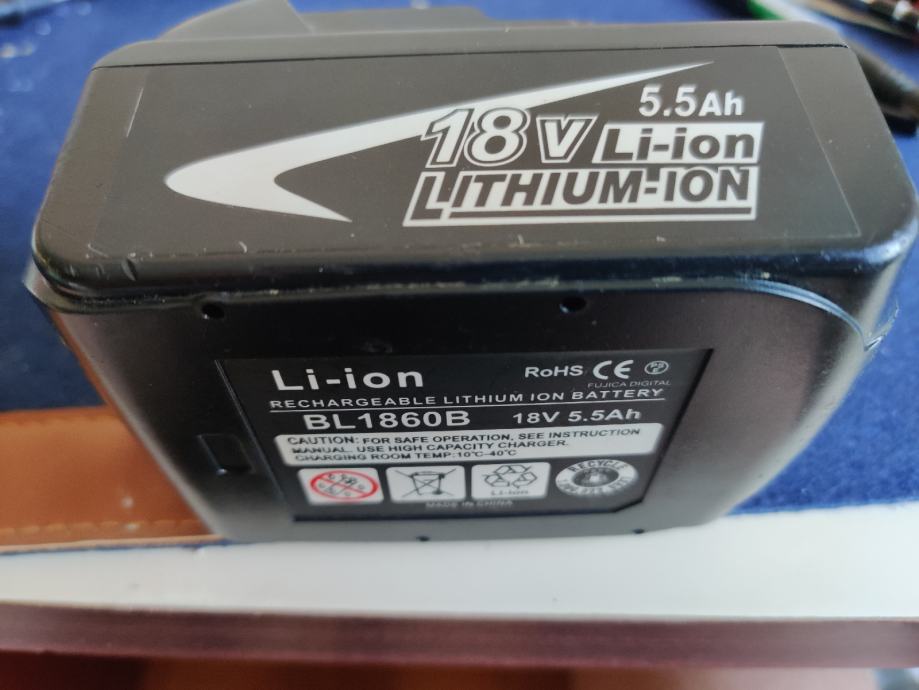 5.5Ah
18V Li-ion
LITHIUM-ION
Li-ion RoHS CE PSE
FUJICA DIGITAL
RECHARGEABLE LITHIUM ION BATTERY
BL1860B 18V 5.5Ah
CAUTION: FOR SAFE OPERATION, SEE INSTRUCTION
MANUAL. USE HIGH CAPACITY CHARGER.
CHARGING ROOM TEMP:10℃-40℃
Li-ion
RECYCLE
MADE IN CHINA